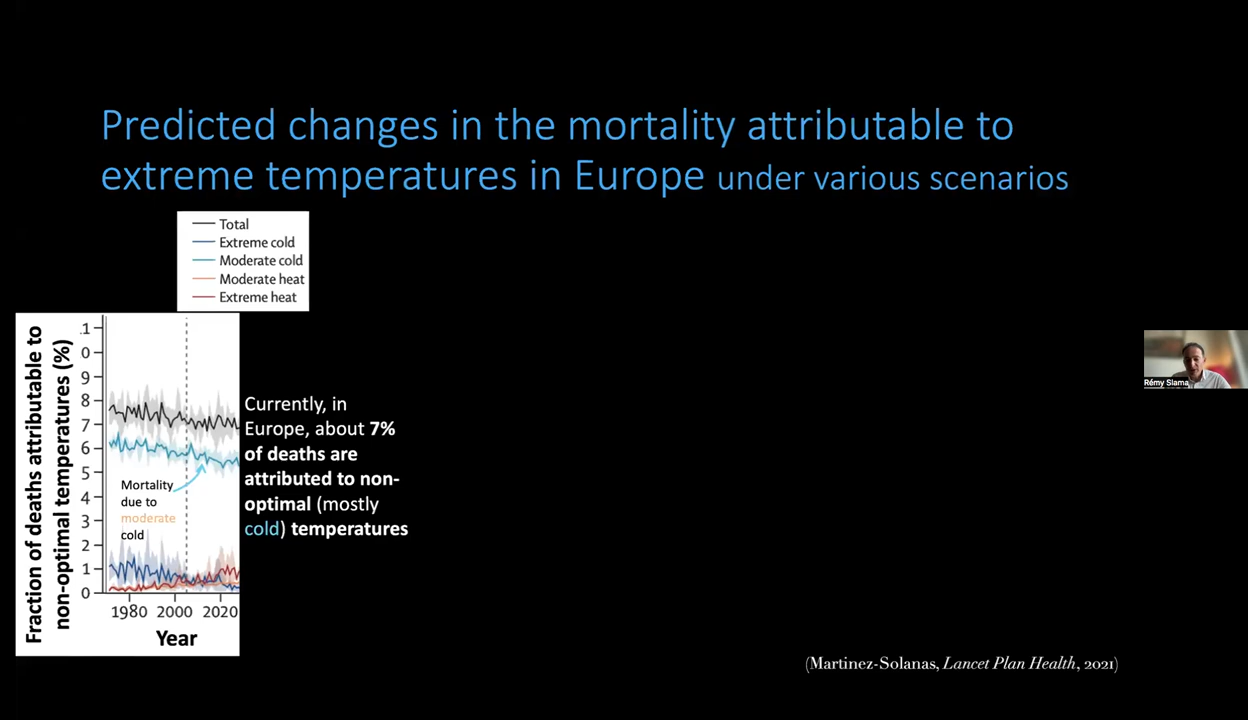 Predicted changes in the mortality attributable to
extreme temperatures in Europe under various scenarios
Total
Extreme cold
Moderate cold
Moderate heat
Extreme heat
Fraction of deaths attributable to
non-optimal temperatures (%)
.1
0
9
8
7
6
5
4
3
2
1
0
Mortality
due to
moderate
cold
1980 2000 2020
Year
Currently, in
Europe, about 7%
of deaths are
attributed to non-
optimal (mostly
cold) temperatures
Rémy Slama
(Martinez-Solanas, Lancet Plan Health, 2021)